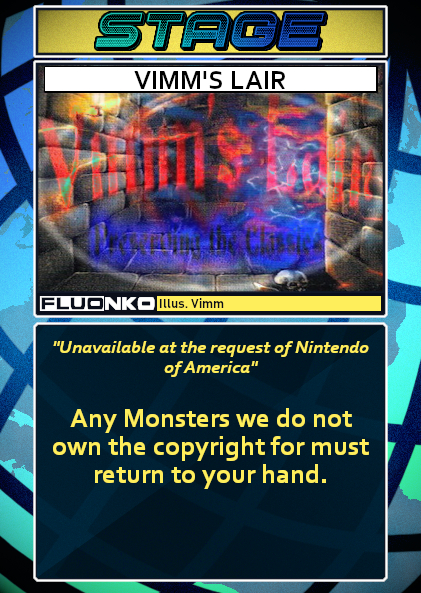 STAGE
VIMM'S LAIR
Vimm's Lair
Preserving the Classics
FLUONKO Illus. Vimm
"Unavailable at the request of Nintendo
of America"
Any Monsters we do not
own the copyright for must
return to your hand.